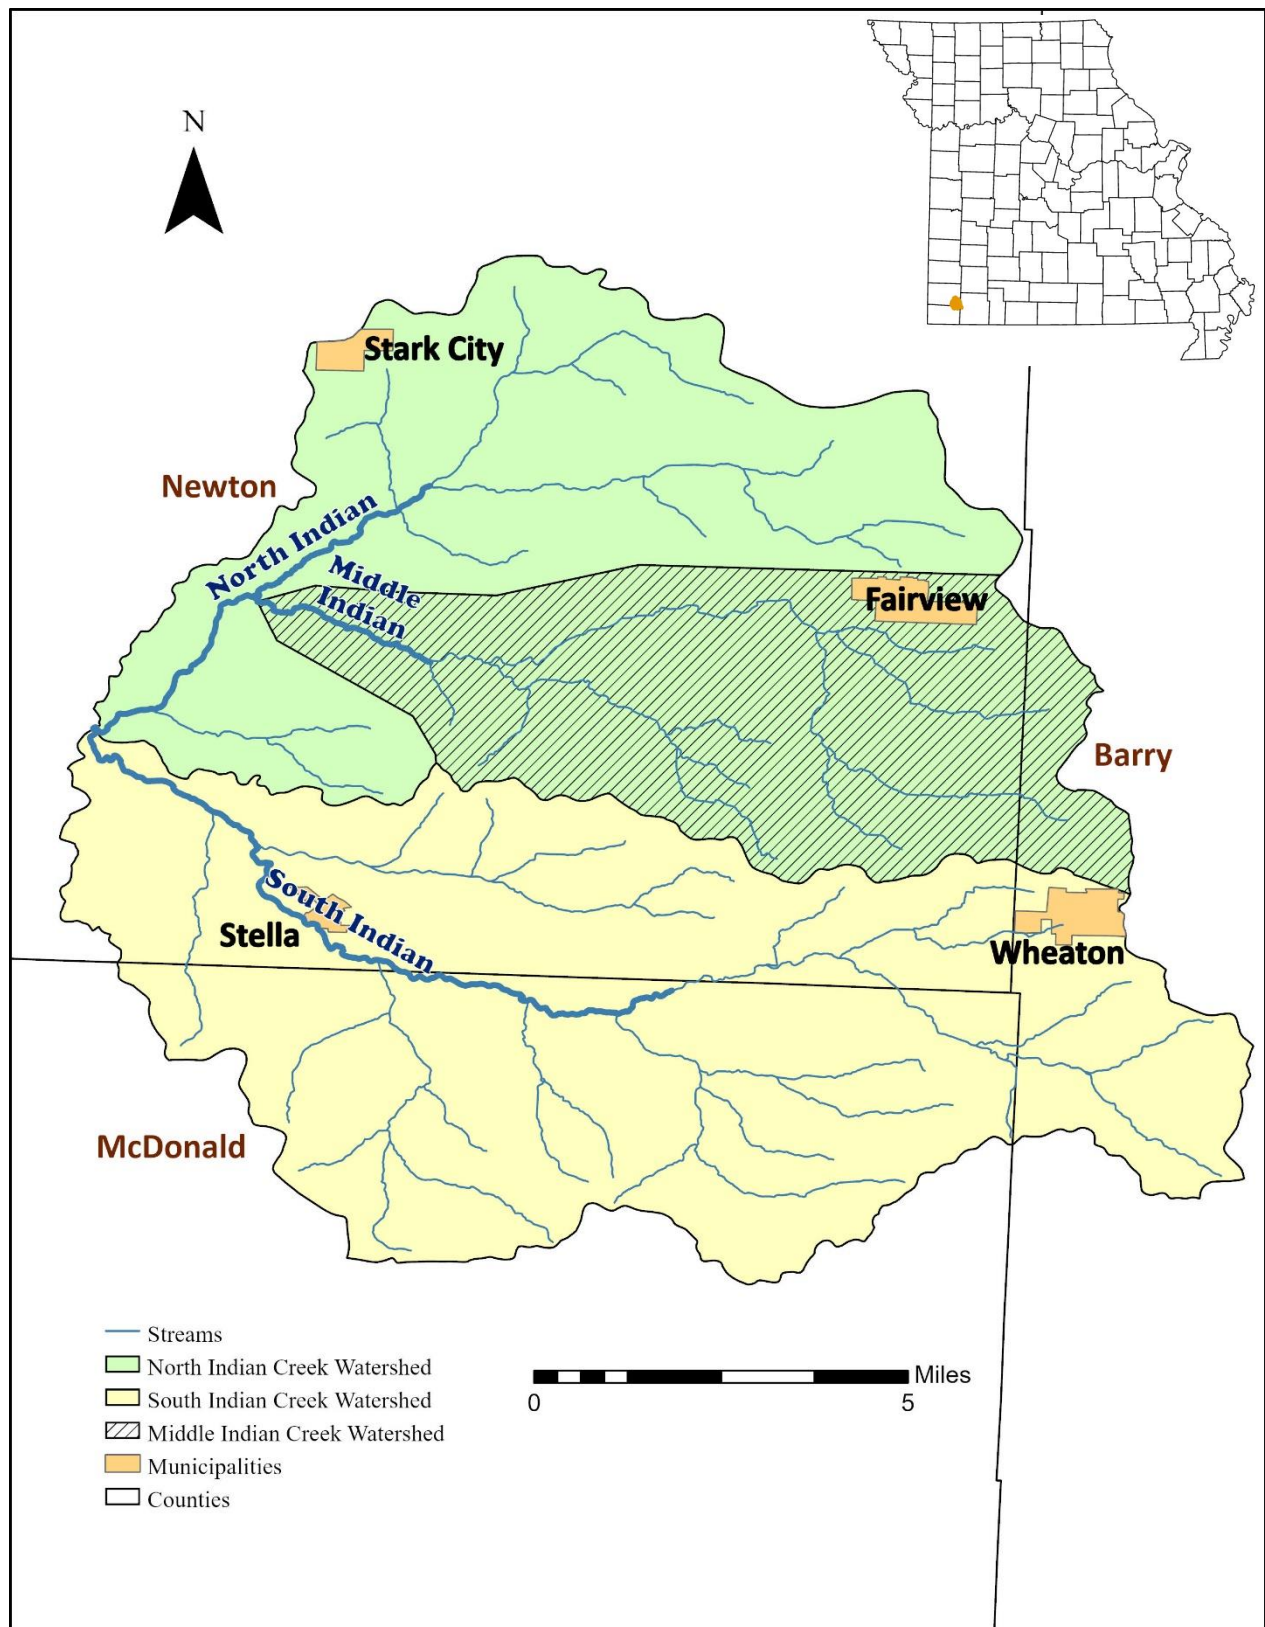 N
Stark City
Newton
North Indian
Middle
Indian
Fairview
Barry
South Indian
Stella
Wheaton
McDonald
Streams
North Indian Creek Watershed
South Indian Creek Watershed
Middle Indian Creek Watershed
Municipalities
Counties
Miles
0 5